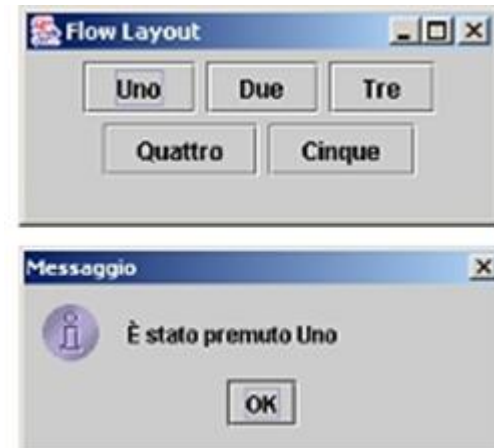 Flow Layout
Uno Due Tre
Quattro Cinque
Messaggio
È stato premuto Uno
OK